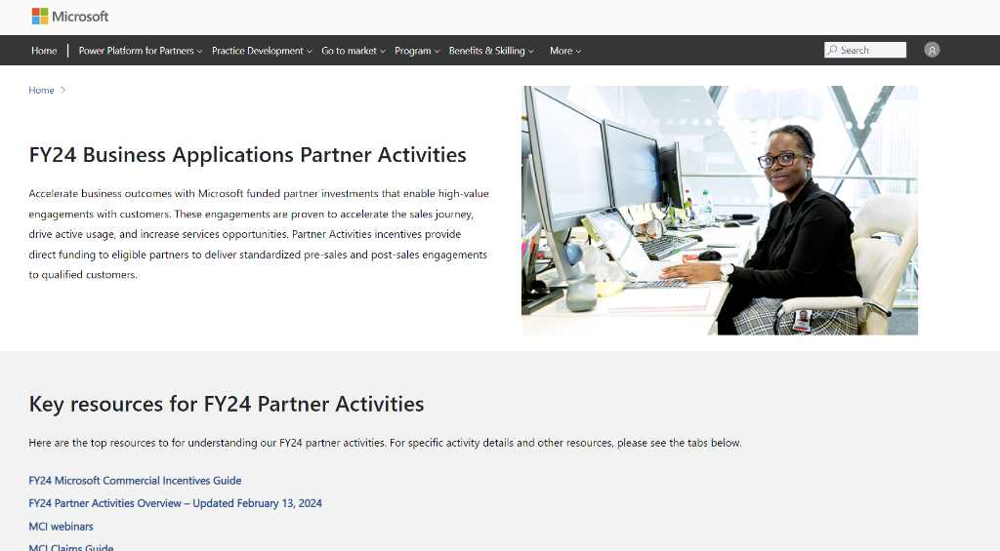 Microsoft
Home Power Platform for Partners Practice Development Go to market Program Benefits & Skilling More Search
Home
FY24 Business Applications Partner Activities
Accelerate business outcomes with Microsoft funded partner investments that enable high-value
engagements with customers. These engagements are proven to accelerate the sales journey,
drive active usage, and increase services opportunities. Partner Activities incentives provide
direct funding to eligible partners to deliver standardized pre-sales and post-sales engagements
to qualified customers.
Key resources for FY24 Partner Activities
Here are the top resources to for understanding our FY24 partner activities. For specific activity details and other resources, please see the tabs below.
FY24 Microsoft Commercial Incentives Guide
FY24 Partner Activities Overview – Updated February 13, 2024
MCI webinars
MCI Claims Guide